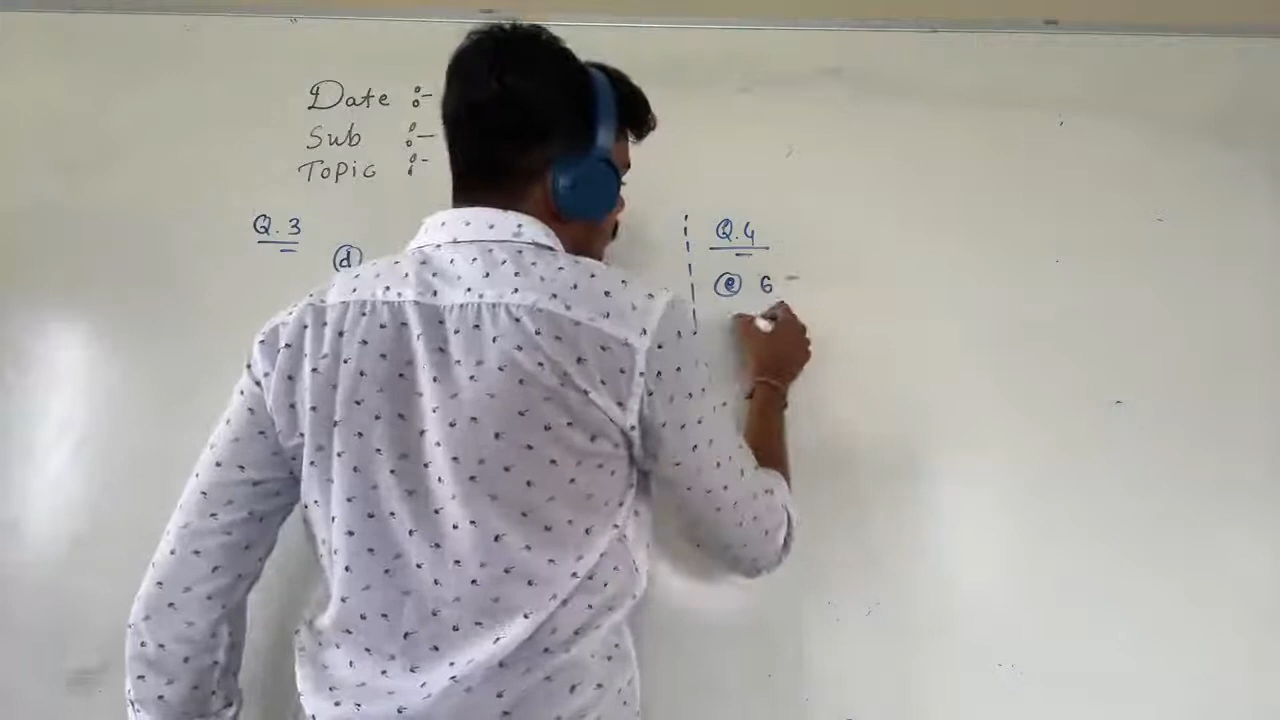 Date :-
Sub :-
Topic :-
Q.3
d
Q.4
e 6